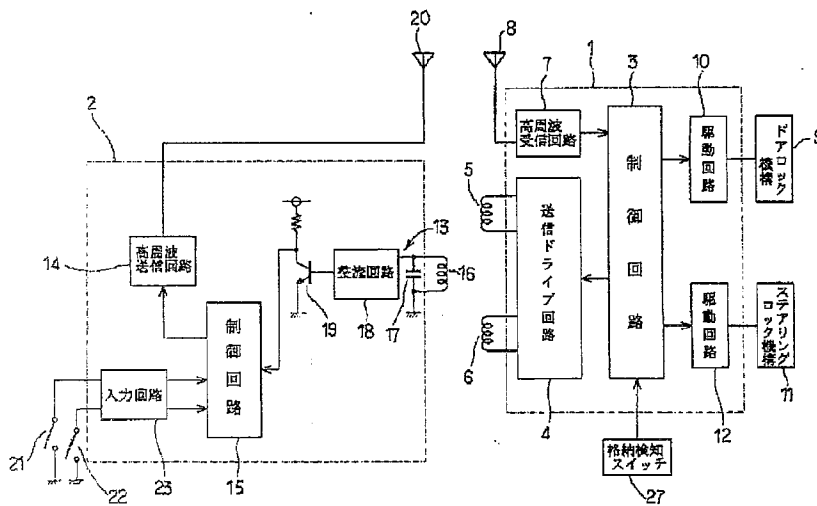 20
8
2
14
高周波
送信回路
制御回路
15
入力回路
23
21
22
19
整流回路
18
13
17
16
1
7
高周波
受信回路
3
制御回路
10
駆動回路
ドアロック
機構
9
5
6
送信ドライブ回路
4
駆動回路
12
ステアリング
ロック機構
11
格納検知
スイッチ
27